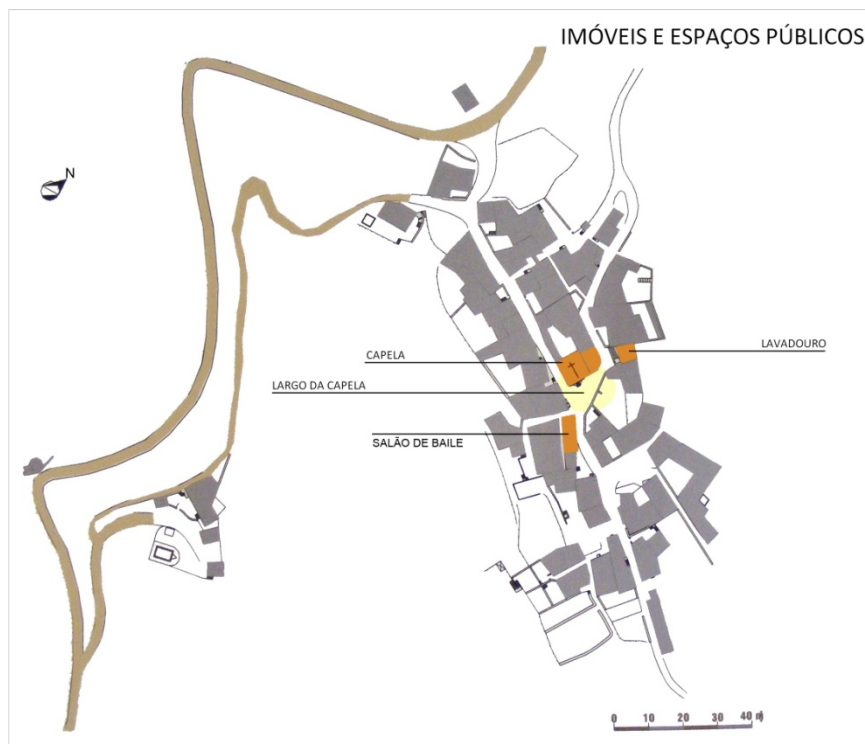 IMÓVEIS E ESPAÇOS PÚBLICOS
N
CAPELA
LAVADOURO
LARGO DA CAPELA
SALÃO DE BAILE
0 10 20 30 40 m